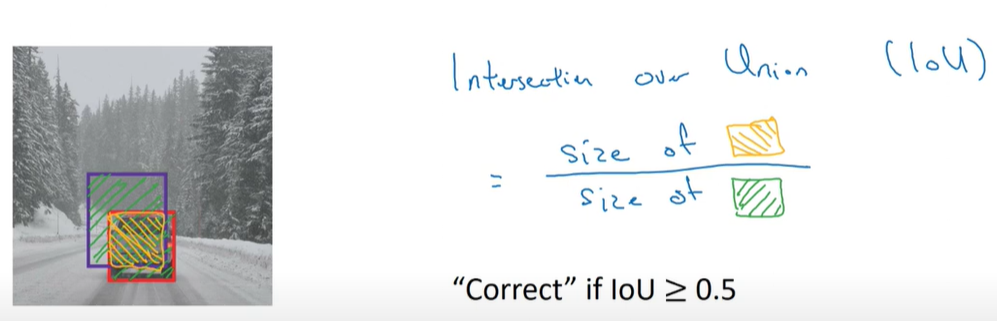 Intersection over Union (IoU)
= size of
size of
“Correct” if IoU ≥ 0.5